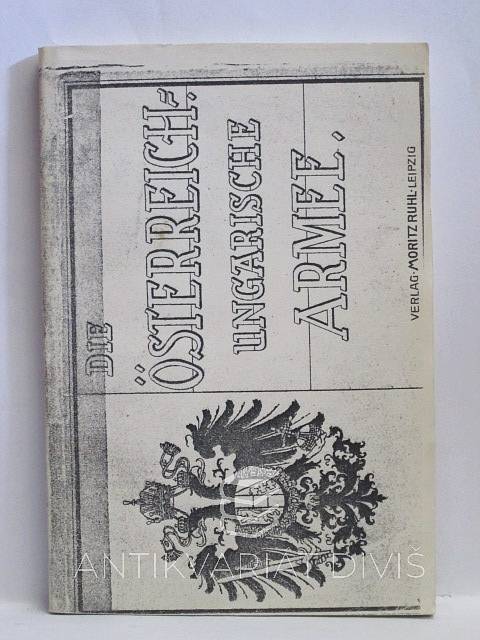 DIE
ÖSTERREICH=
UNGARISCHE
ARMEE.
VERLAG·MORITZ RUHL·LEIPZIG
ANTIKVARIÁT DIVIŠ